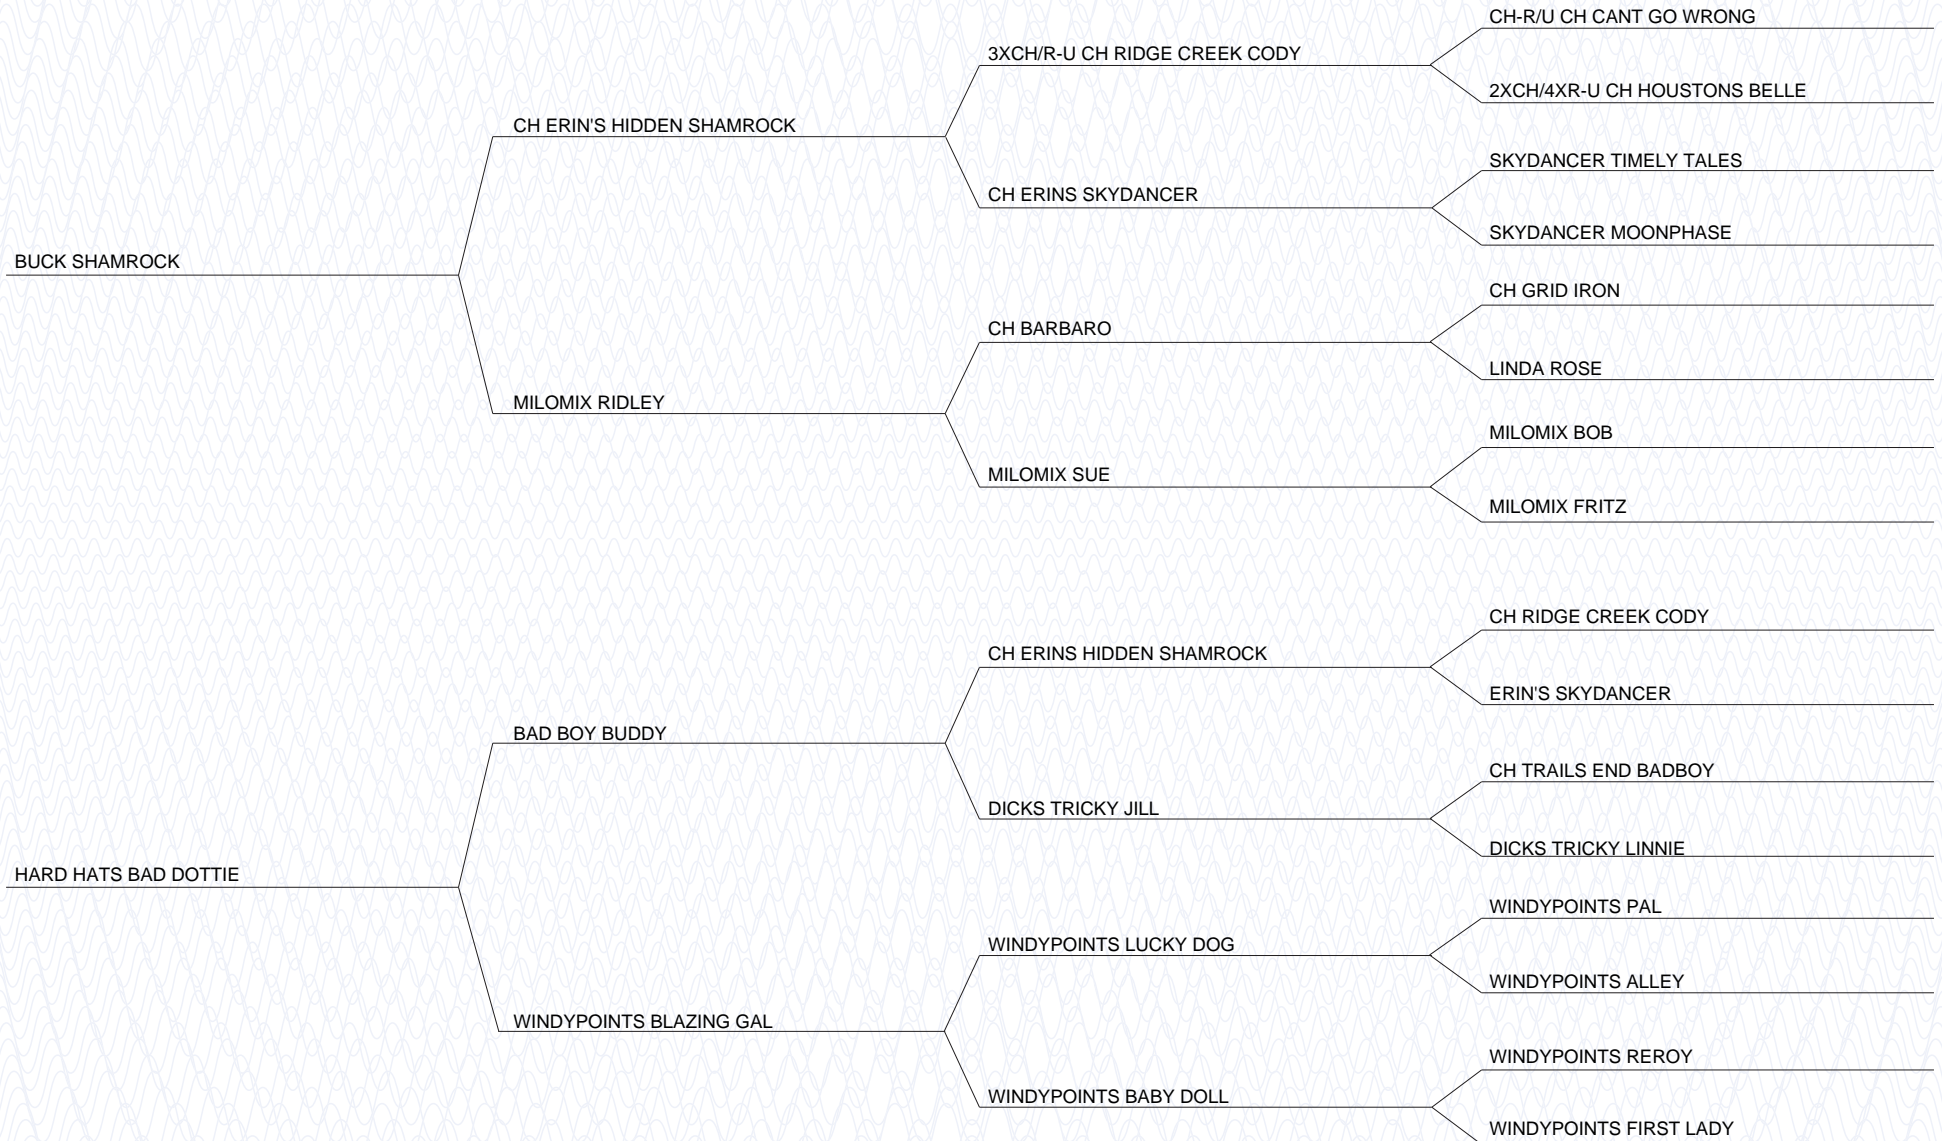 CH-R/U CH CANT GO WRONG
3XCH/R-U CH RIDGE CREEK CODY
2XCH/4XR-U CH HOUSTONS BELLE
CH ERIN'S HIDDEN SHAMROCK
SKYDANCER TIMELY TALES
CH ERINS SKYDANCER
SKYDANCER MOONPHASE
BUCK SHAMROCK
CH GRID IRON
CH BARBARO
LINDA ROSE
MILOMIX RIDLEY
MILOMIX BOB
MILOMIX SUE
MILOMIX FRITZ
CH RIDGE CREEK CODY
CH ERINS HIDDEN SHAMROCK
ERIN'S SKYDANCER
BAD BOY BUDDY
CH TRAILS END BADBOY
DICKS TRICKY JILL
DICKS TRICKY LINNIE
HARD HATS BAD DOTTIE
WINDYPOINTS PAL
WINDYPOINTS LUCKY DOG
WINDYPOINTS ALLEY
WINDYPOINTS BLAZING GAL
WINDYPOINTS REROY
WINDYPOINTS BABY DOLL
WINDYPOINTS FIRST LADY